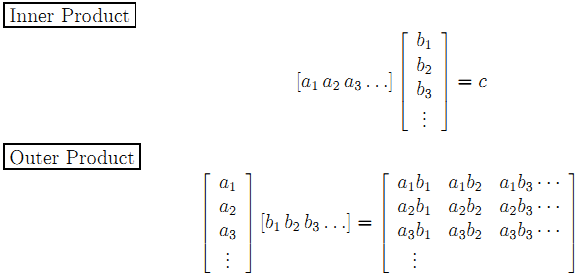 Inner Product
[a₁ a₂ a₃ …] [b₁ b₂ b₃ ⋮] = c
Outer Product
[a₁ a₂ a₃ ⋮] [b₁ b₂ b₃ …] = [a₁b₁ a₁b₂ a₁b₃ ⋯
a₂b₁ a₂b₂ a₂b₃ ⋯
a₃b₁ a₃b₂ a₃b₃ ⋯
⋮]